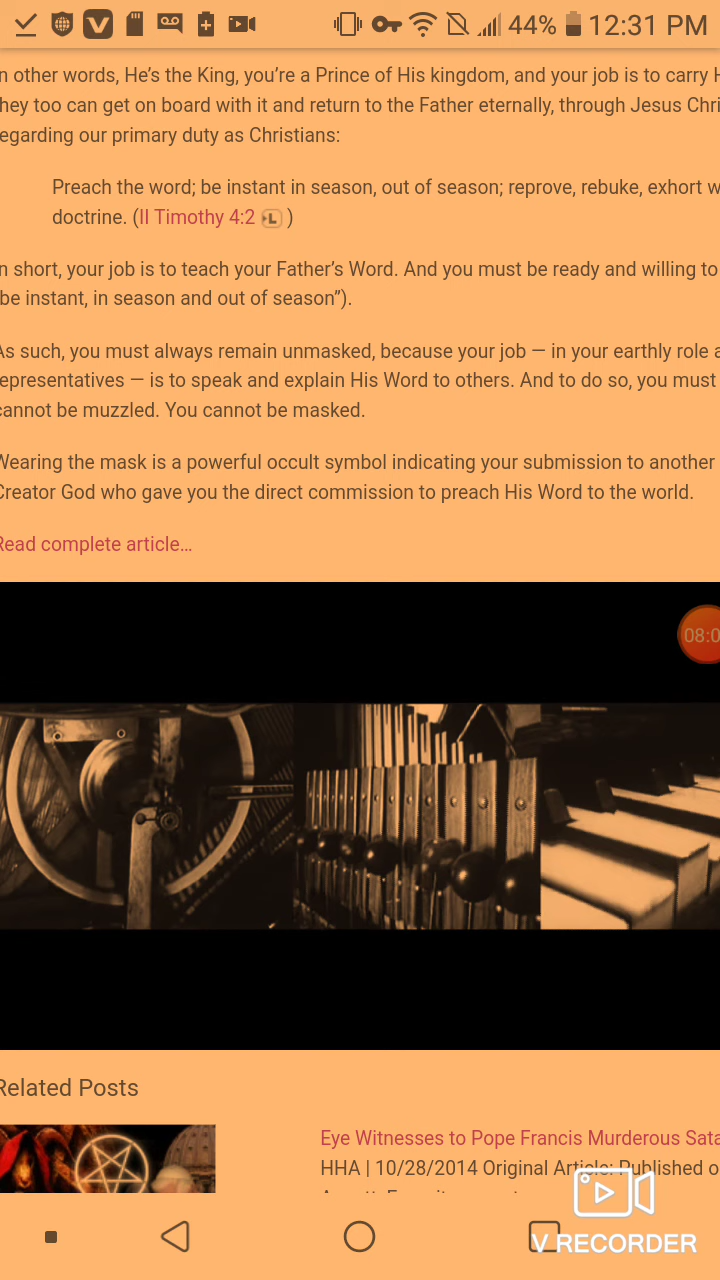 44% 12:31 PM
n other words, He's the King, you're a Prince of His kingdom, and your job is to carry H
hey too can get on board with it and return to the Father eternally, through Jesus Chri
egarding our primary duty as Christians:
Preach the word; be instant in season, out of season; reprove, rebuke, exhort w
doctrine. (II Timothy 4:2 L )
n short, your job is to teach your Father's Word. And you must be ready and willing to
be instant, in season and out of season”).
As such, you must always remain unmasked, because your job — in your earthly role a
epresentatives — is to speak and explain His Word to others. And to do so, you must
cannot be muzzled. You cannot be masked.
Wearing the mask is a powerful occult symbol indicating your submission to another
Creator God who gave you the direct commission to preach His Word to the world.
Read complete article...
08:0
Related Posts
Eye Witnesses to Pope Francis Murderous Sata
HHA | 10/28/2014 Original Article: Published o
V RECORDER